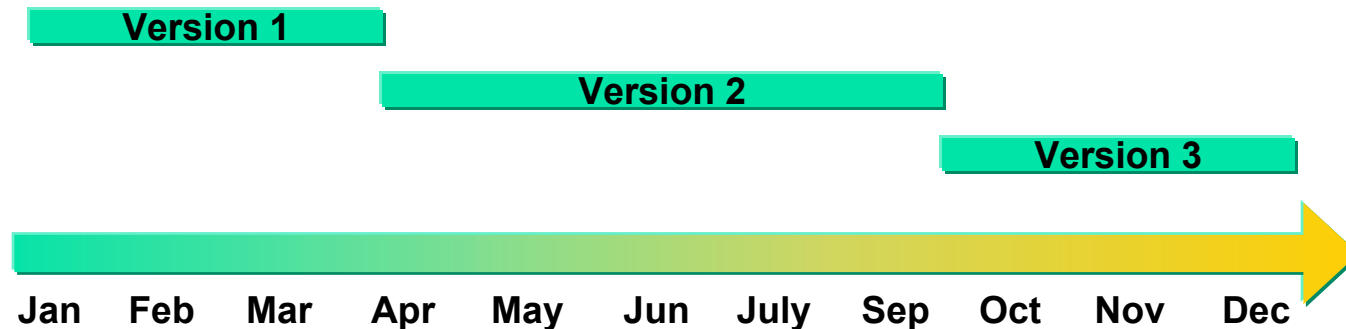 Version 1
Version 2
Version 3
Jan Feb Mar Apr May Jun July Sep Oct Nov Dec